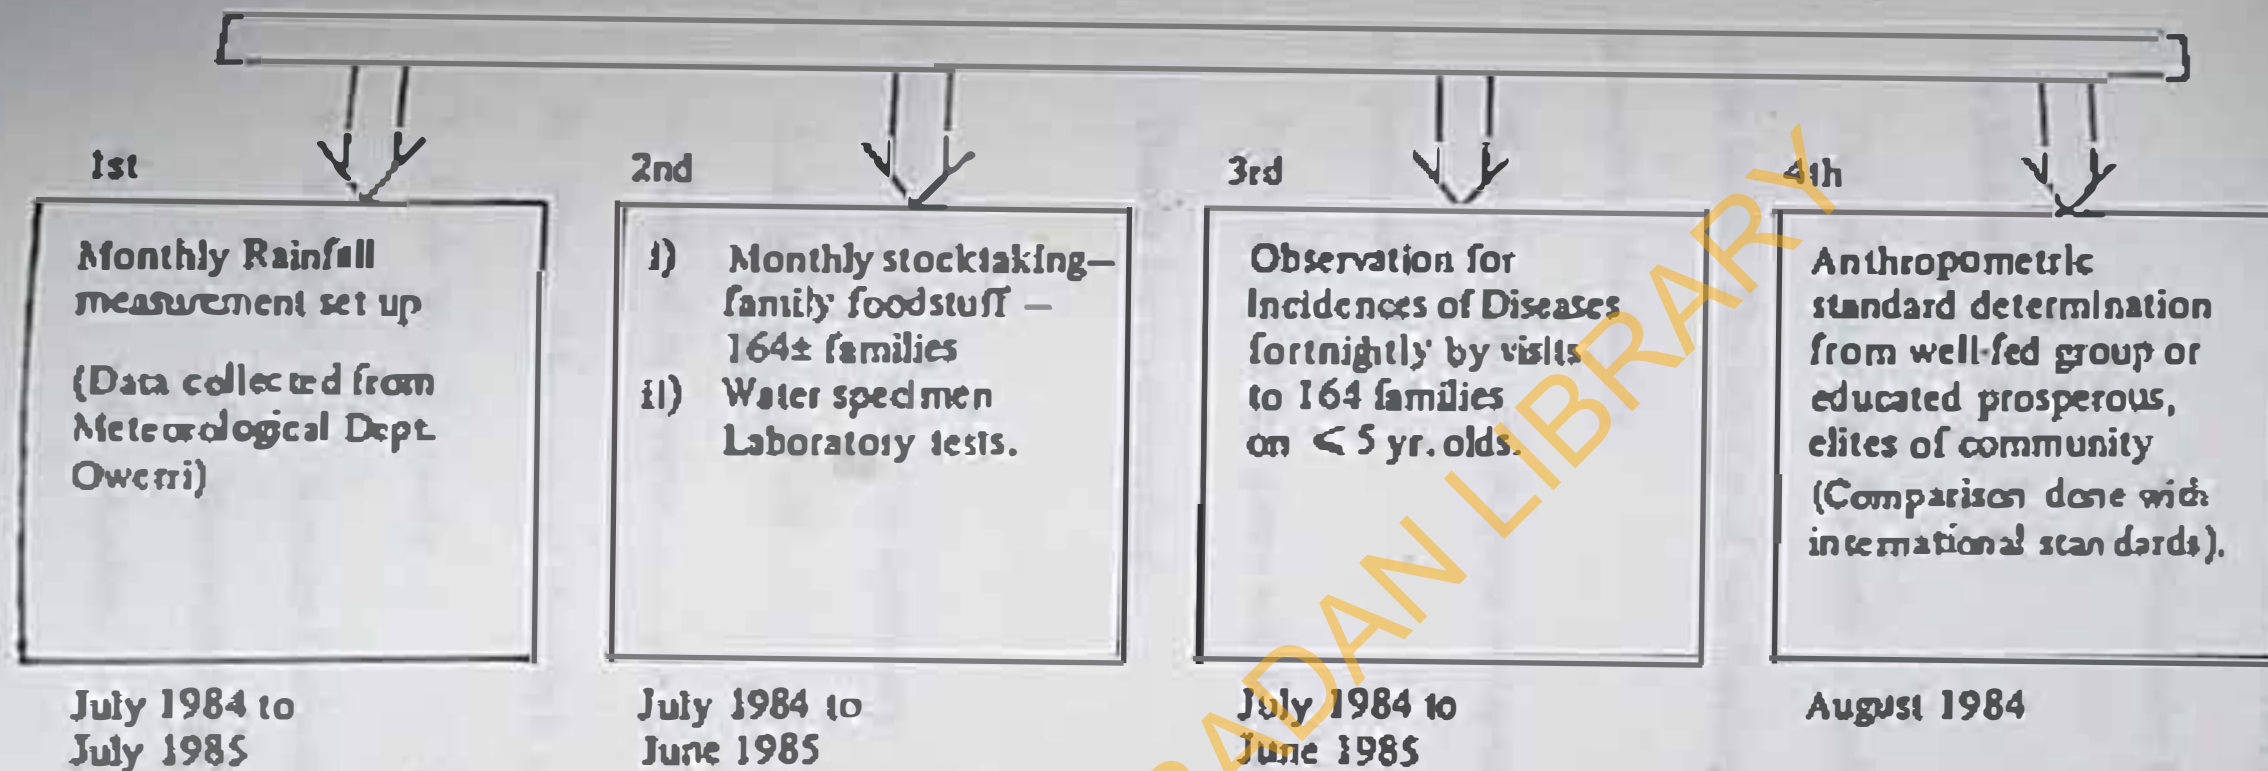 1st
Monthly Rainfall
measurement set up
(Data collected from
Meteorological Dept.
Owerri)
July 1984 to
July 1985
2nd
i) Monthly stocktaking—
family foodstuff —
164± families
ii) Water specimen
Laboratory tests.
July 1984 to
June 1985
3rd
Observation for
Incidences of Diseases
fortnightly by visits
to 164 families
on < 5 yr. olds.
July 1984 to
June 1985
4th
Anthropometric
standard determination
from well-fed group or
educated prosperous,
elites of community
(Comparison done with
international standards).
August 1984
LIBRARY